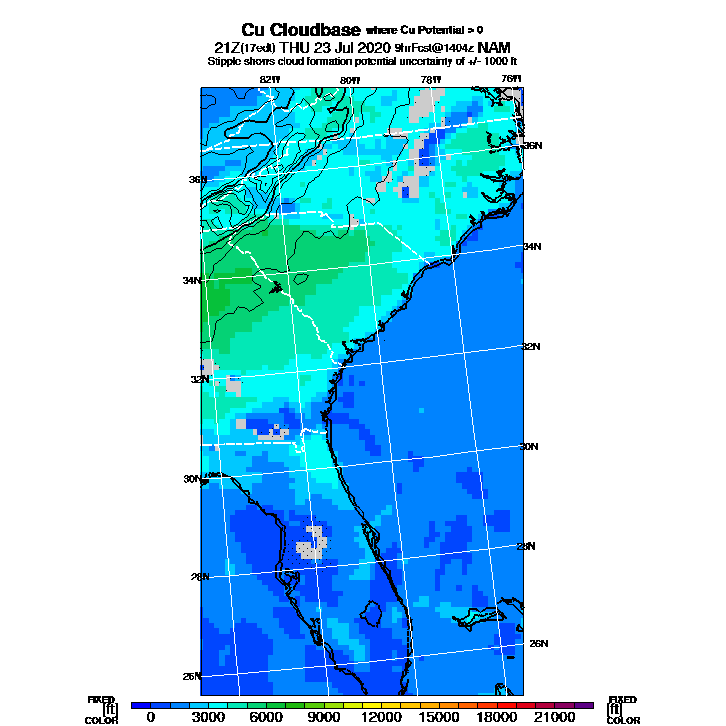 Cu Cloudbase where Cu Potential > 0
21Z(17edt) THU 23 Jul 2020 9hrFcst@1404z NAM
Stipple shows cloud formation potential uncertainty of +/- 1000 ft
82W 80W 78W 76W
36N
36N
34N
34N
32N
32N
30N
30N
28N
28N
26N
26N
FIXED FIXED
[ft] [ft]
COLOR COLOR
0 3000 6000 9000 12000 15000 18000 21000